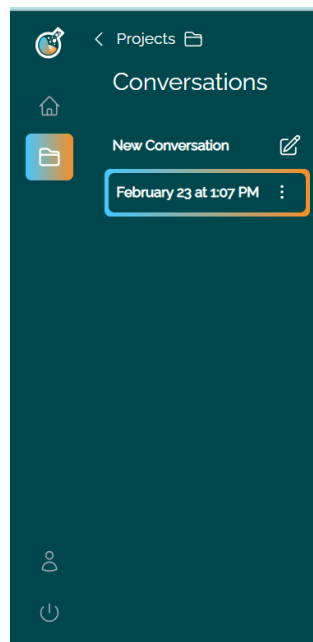 Projects
Conversations
New Conversation
February 23 at 1:07 PM